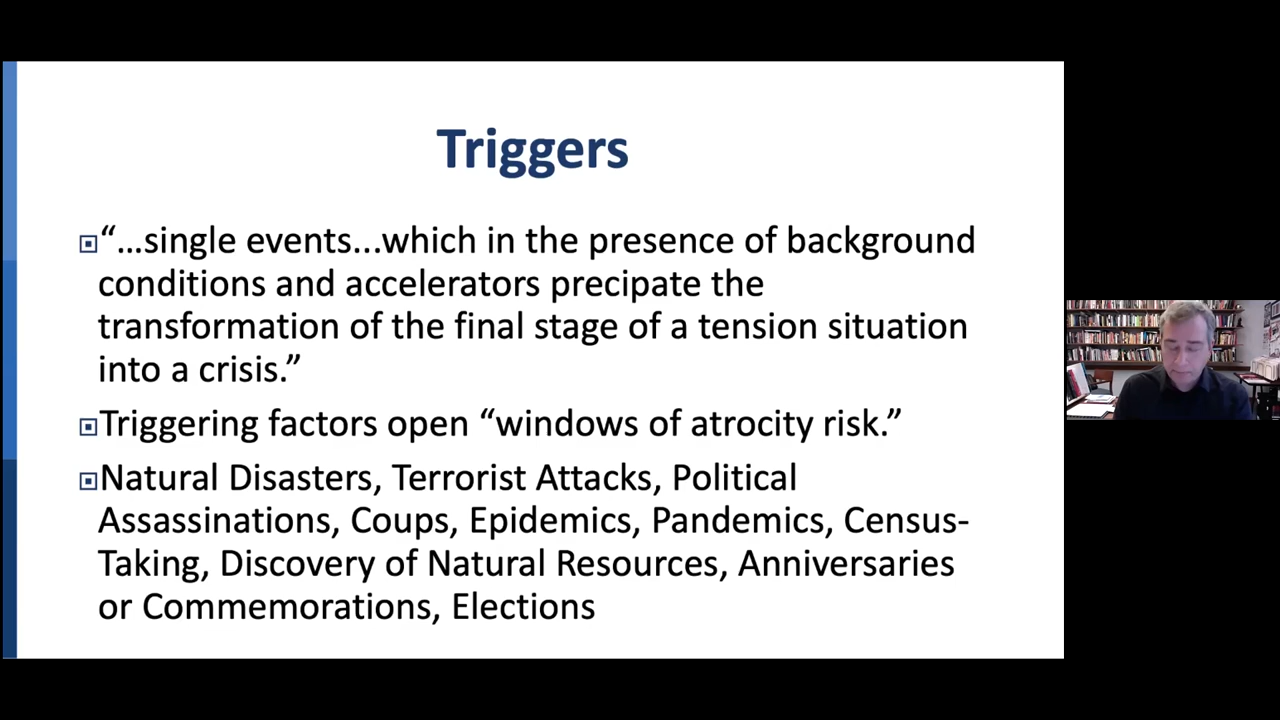 Triggers
“...single events...which in the presence of background
conditions and accelerators precipate the
transformation of the final stage of a tension situation
into a crisis.”
Triggering factors open “windows of atrocity risk.”
Natural Disasters, Terrorist Attacks, Political
Assassinations, Coups, Epidemics, Pandemics, Census-
Taking, Discovery of Natural Resources, Anniversaries
or Commemorations, Elections